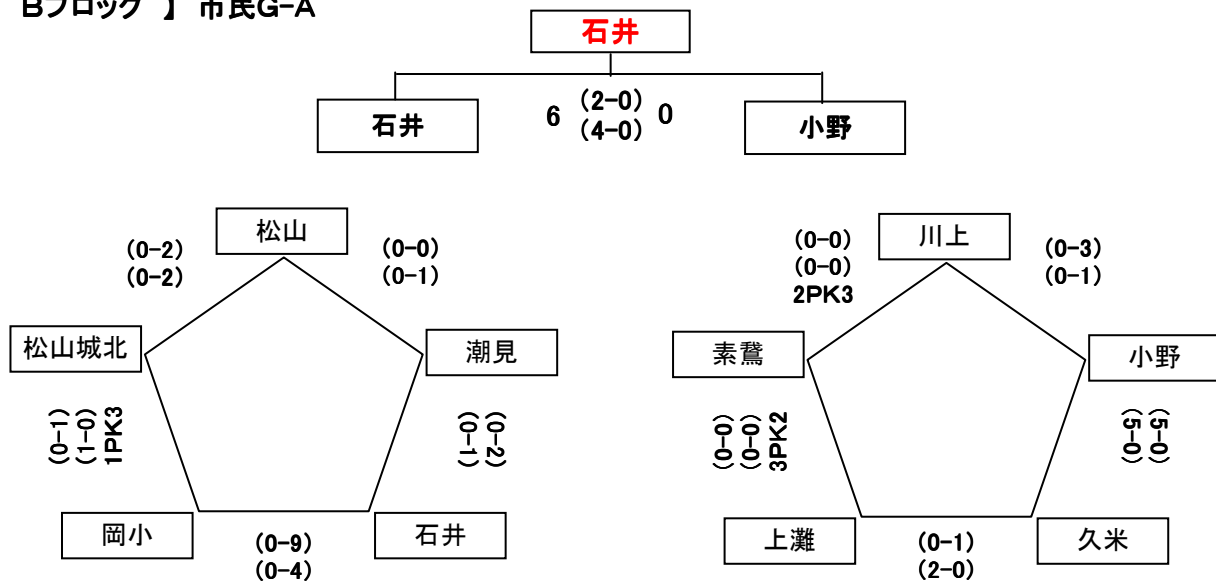 Bブロック 】 市民G-A
石井
石井
6 (2-0) 0
(4-0)
小野
松山
(0-2)
(0-2)
(0-0)
(0-1)
松山城北
潮見
(0-1)
(1-0)
1PK3
(0-2)
(0-1)
岡小
石井
(0-9)
(0-4)
川上
(0-0)
(0-0)
2PK3
(0-3)
(0-1)
素鵞
小野
(0-0)
(0-0)
3PK2
(5-0)
(5-0)
上灘
久米
(0-1)
(2-0)